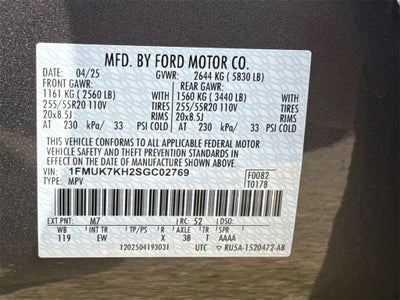 MFD. BY FORD MOTOR CO.
DATE: 04/25 GVWR: 2644 KG ( 5830 LB)
FRONT GAWR: REAR GAWR:
1161 KG ( 2560 LB) 1560 KG ( 3440 LB)
255/55R20 110V TIRES 255/55R20 110V TIRES
20x8.5J RIMS 20x8.5J RIMS
AT 230 kPa/ 33 PSI COLD AT 230 kPa/ 33 PSI COLD
THIS VEHICLE CONFORMS TO ALL APPLICABLE FEDERAL MOTOR
VEHICLE SAFETY AND THEFT PREVENTION STANDARDS IN EFFECT
ON THE DATE OF MANUFACTURE SHOWN ABOVE.
VIN: 1FMUK7KH2SGC02769 F0082
TYPE: MPV T0178
EXT PNT: M7 RC: 52 DSO:
WB INT TR TP/PS R AXLE TR SPR
119 EW X 3B T AAAA
1202504193031 UTC RU5A-1520472-AB